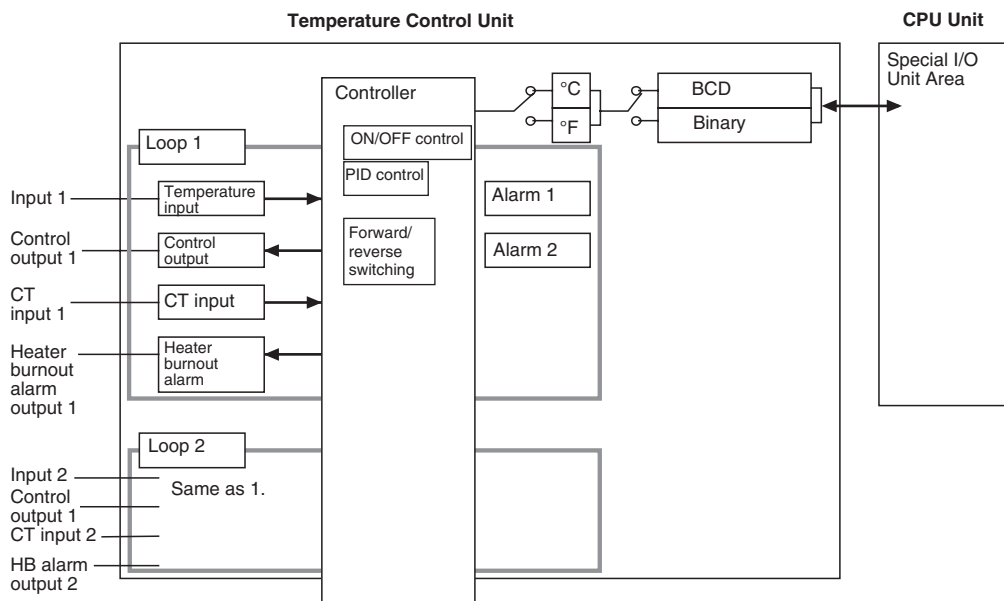 Temperature Control Unit
CPU Unit
Special I/O
Unit Area
Controller
°C
°F
BCD
Binary
ON/OFF control
PID control
Forward/
reverse
switching
Loop 1
Input 1
Temperature
input
Control
output 1
Control
output
CT
input 1
CT input
Heater
burnout
alarm
output 1
Heater
burnout
alarm
Alarm 1
Alarm 2
Loop 2
Input 2
Same as 1.
Control
output 1
CT input 2
HB alarm
output 2